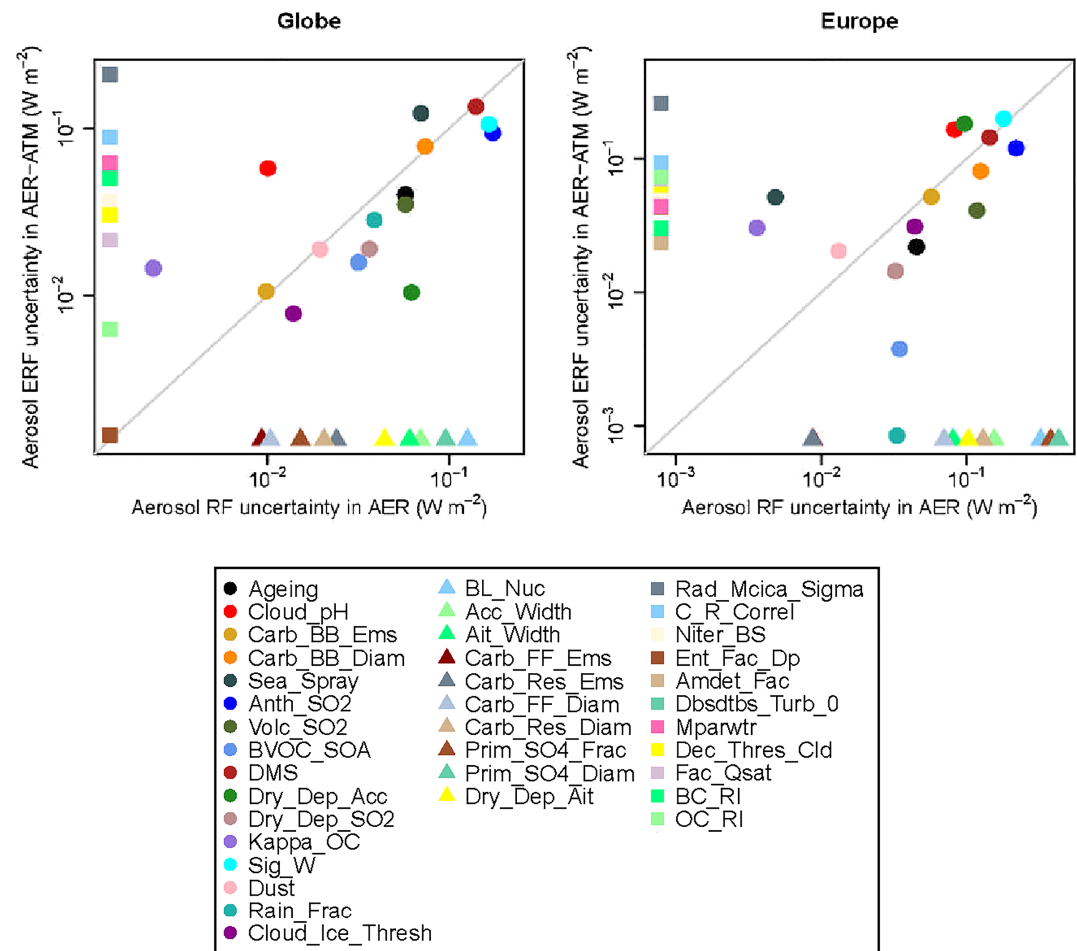 Globe
Europe
Aerosol ERF uncertainty in AER−ATM (W m−2)
10−1
10−2
10−2
10−1
Aerosol RF uncertainty in AER (W m−2)
Aerosol ERF uncertainty in AER−ATM (W m−2)
10−1
10−2
10−3
10−3
10−2
10−1
Aerosol RF uncertainty in AER (W m−2)
Ageing
Cloud_pH
Carb_BB_Ems
Carb_BB_Diam
Sea_Spray
Anth_SO2
Volc_SO2
BVOC_SOA
DMS
Dry_Dep_Acc
Dry_Dep_SO2
Kappa_OC
Sig_W
Dust
Rain_Frac
Cloud_Ice_Thresh
BL_Nuc
Acc_Width
Ait_Width
Carb_FF_Ems
Carb_Res_Ems
Carb_FF_Diam
Carb_Res_Diam
Prim_SO4_Frac
Prim_SO4_Diam
Dry_Dep_Ait
Rad_Mcica_Sigma
C_R_Correl
Niter_BS
Ent_Fac_Dp
Amdet_Fac
Dbsdtbs_Turb_0
Mparwtr
Dec_Thres_Cld
Fac_Qsat
BC_RI
OC_RI